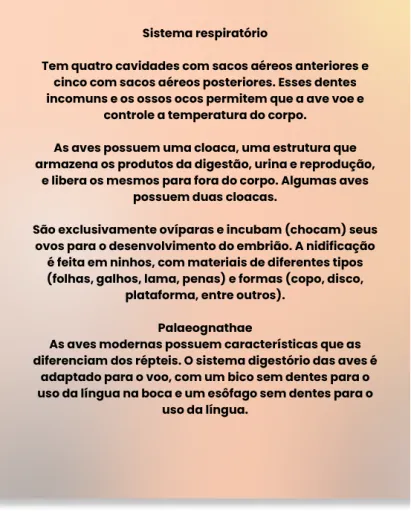 Sistema respiratório
Tem quatro cavidades com sacos aéreos anteriores e
cinco com sacos aéreos posteriores. Esses dentes
incomuns e os ossos ocos permitem que a ave voe e
controle a temperatura do corpo.
As aves possuem uma cloaca, uma estrutura que
armazena os produtos da digestão, urina e reprodução,
e libera os mesmos para fora do corpo. Algumas aves
possuem duas cloacas.
São exclusivamente ovíparas e incubam (chocam) seus
ovos para o desenvolvimento do embrião. A nidificação
é feita em ninhos, com materiais de diferentes tipos
(folhas, galhos, lama, penas) e formas (copo, disco,
plataforma, entre outros).
Palaeognathae
As aves modernas possuem características que as
diferenciam dos répteis. O sistema digestório das aves é
adaptado para o voo, com um bico sem dentes para o
uso da língua na boca e um esôfago sem dentes para o
uso da língua.